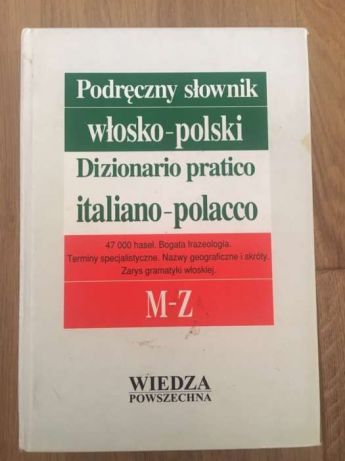 Podręczny słownik
włosko-polski
Dizionario pratico
italiano-polacco
47 000 haseł. Bogata frazeologia.
Terminy specjalistyczne. Nazwy geograficzne i skróty.
Zarys gramatyki włoskiej.
M-Z
WIEDZA
POWSZECHNA